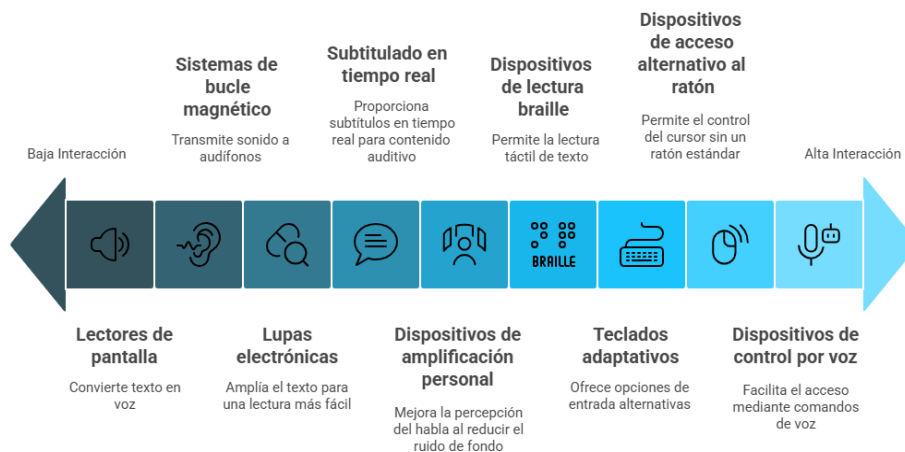 Baja Interacción
Sistemas de
bucle
magnético
Transmite sonido a
audífonos
Subtitulado en
tiempo real
Proporciona
subtítulos en tiempo
real para contenido
auditivo
Dispositivos
de lectura
braille
Permite la lectura
táctil de texto
Dispositivos
de acceso
alternativo al
ratón
Permite el control
del cursor sin un
ratón estándar
Alta Interacción
BRAILLE
Lectores de
pantalla
Convierte texto en
voz
Lupas
electrónicas
Amplía el texto para
una lectura más fácil
Dispositivos de
amplificación
personal
Mejora la percepción
del habla al reducir el
ruido de fondo
Teclados
adaptativos
Ofrece opciones de
entrada alternativas
Dispositivos de
control por voz
Facilita el acceso
mediante comandos
de voz